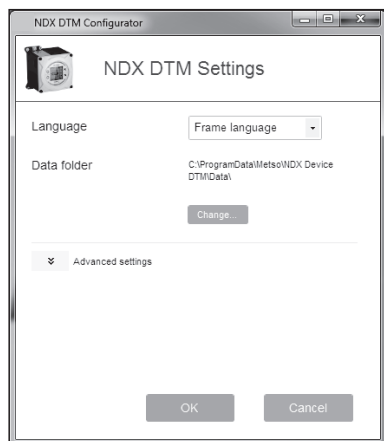 NDX DTM Configurator
NDX DTM Settings
Language
Frame language
Data folder
C:\ProgramData\Metso\NDX Device
DTM\Data\
Change...
Advanced settings
OK
Cancel